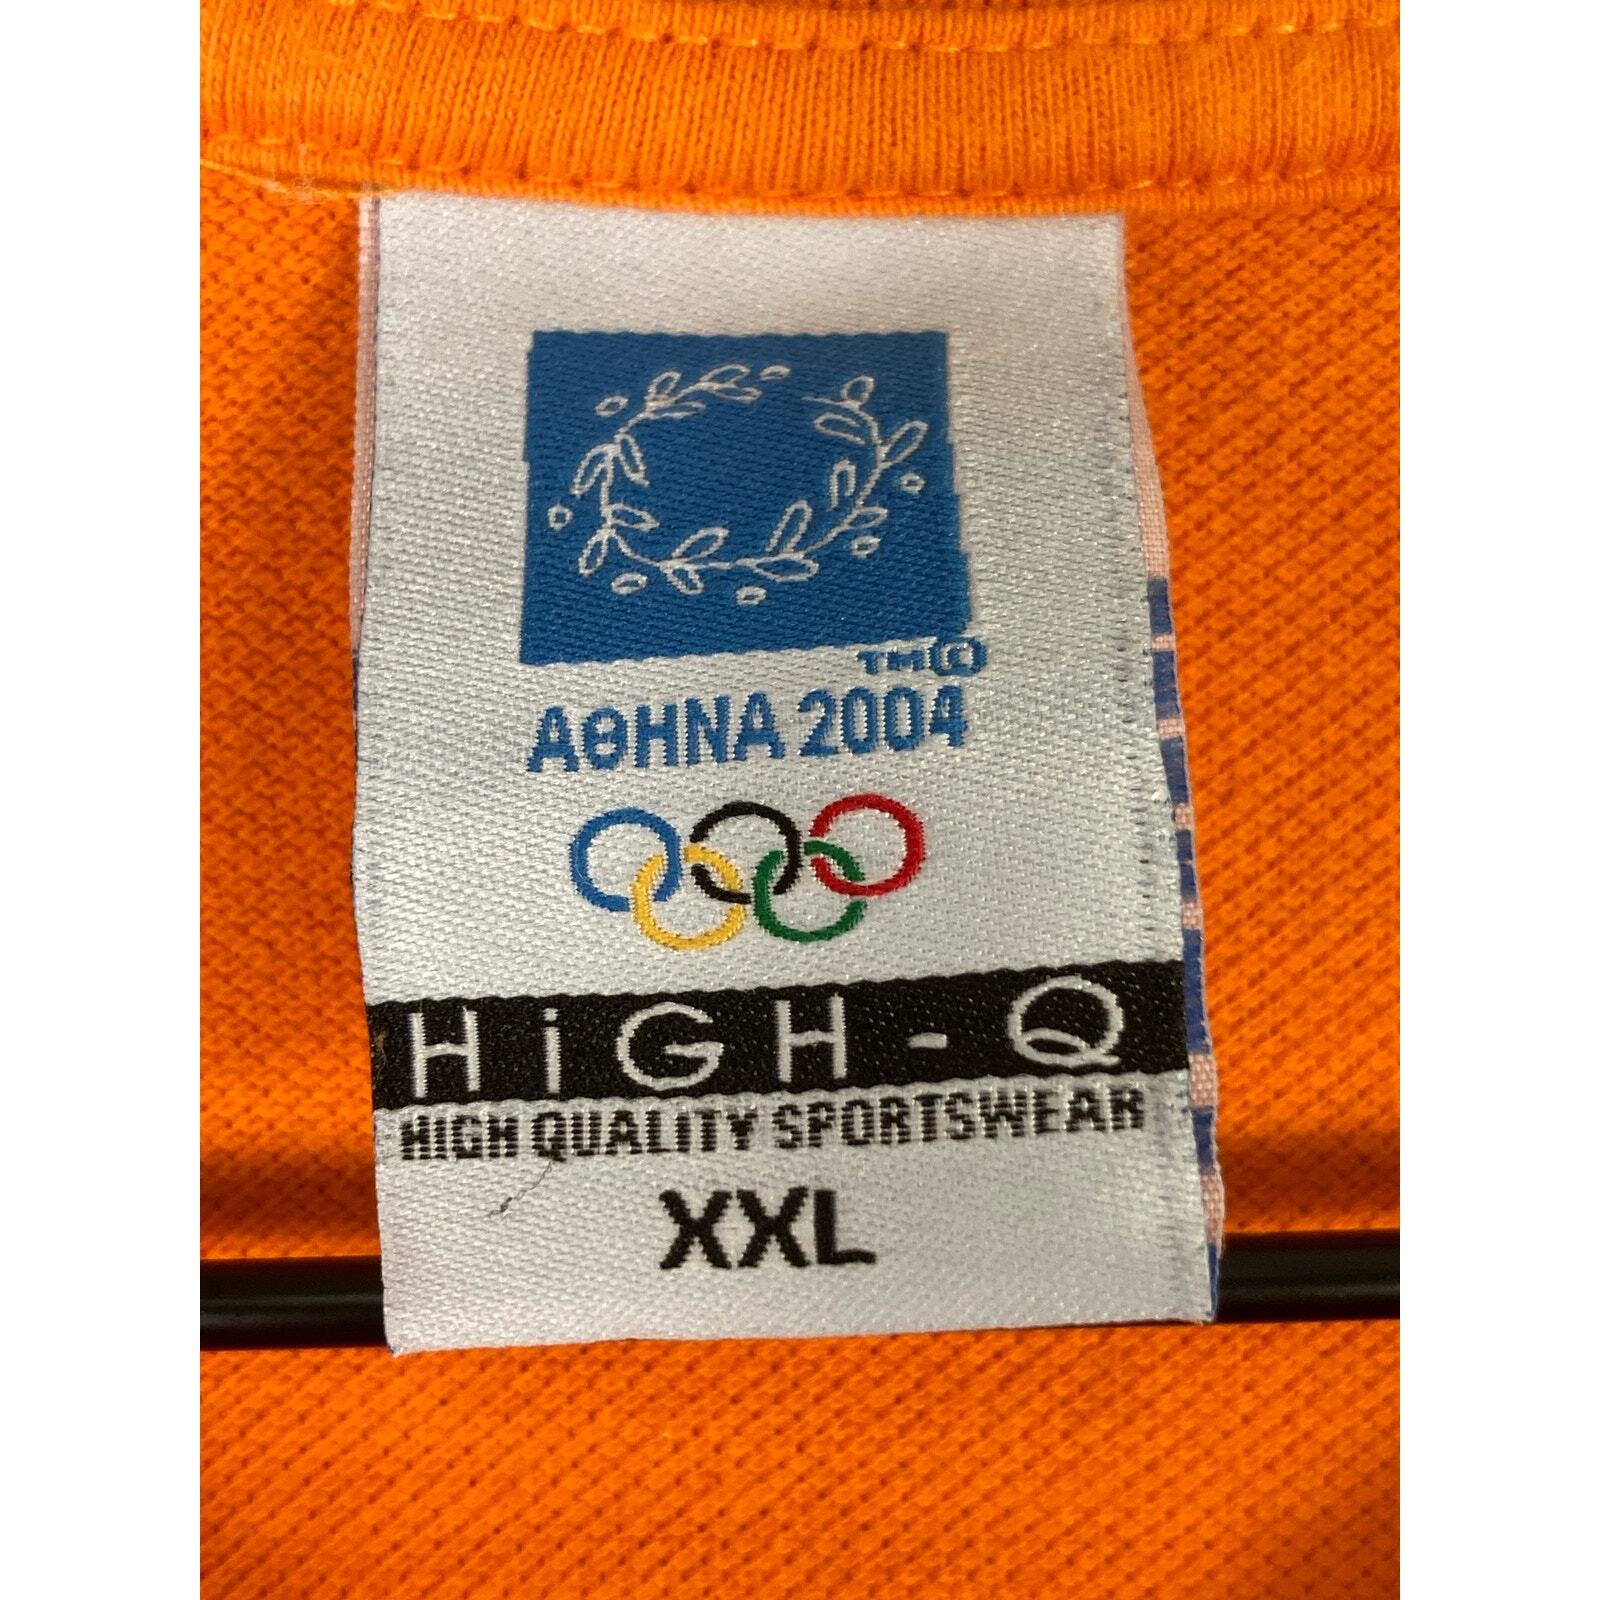 TM©
ΑΘΗΝΑ 2004
HiGH-Q
HIGH QUALITY SPORTSWEAR
XXL